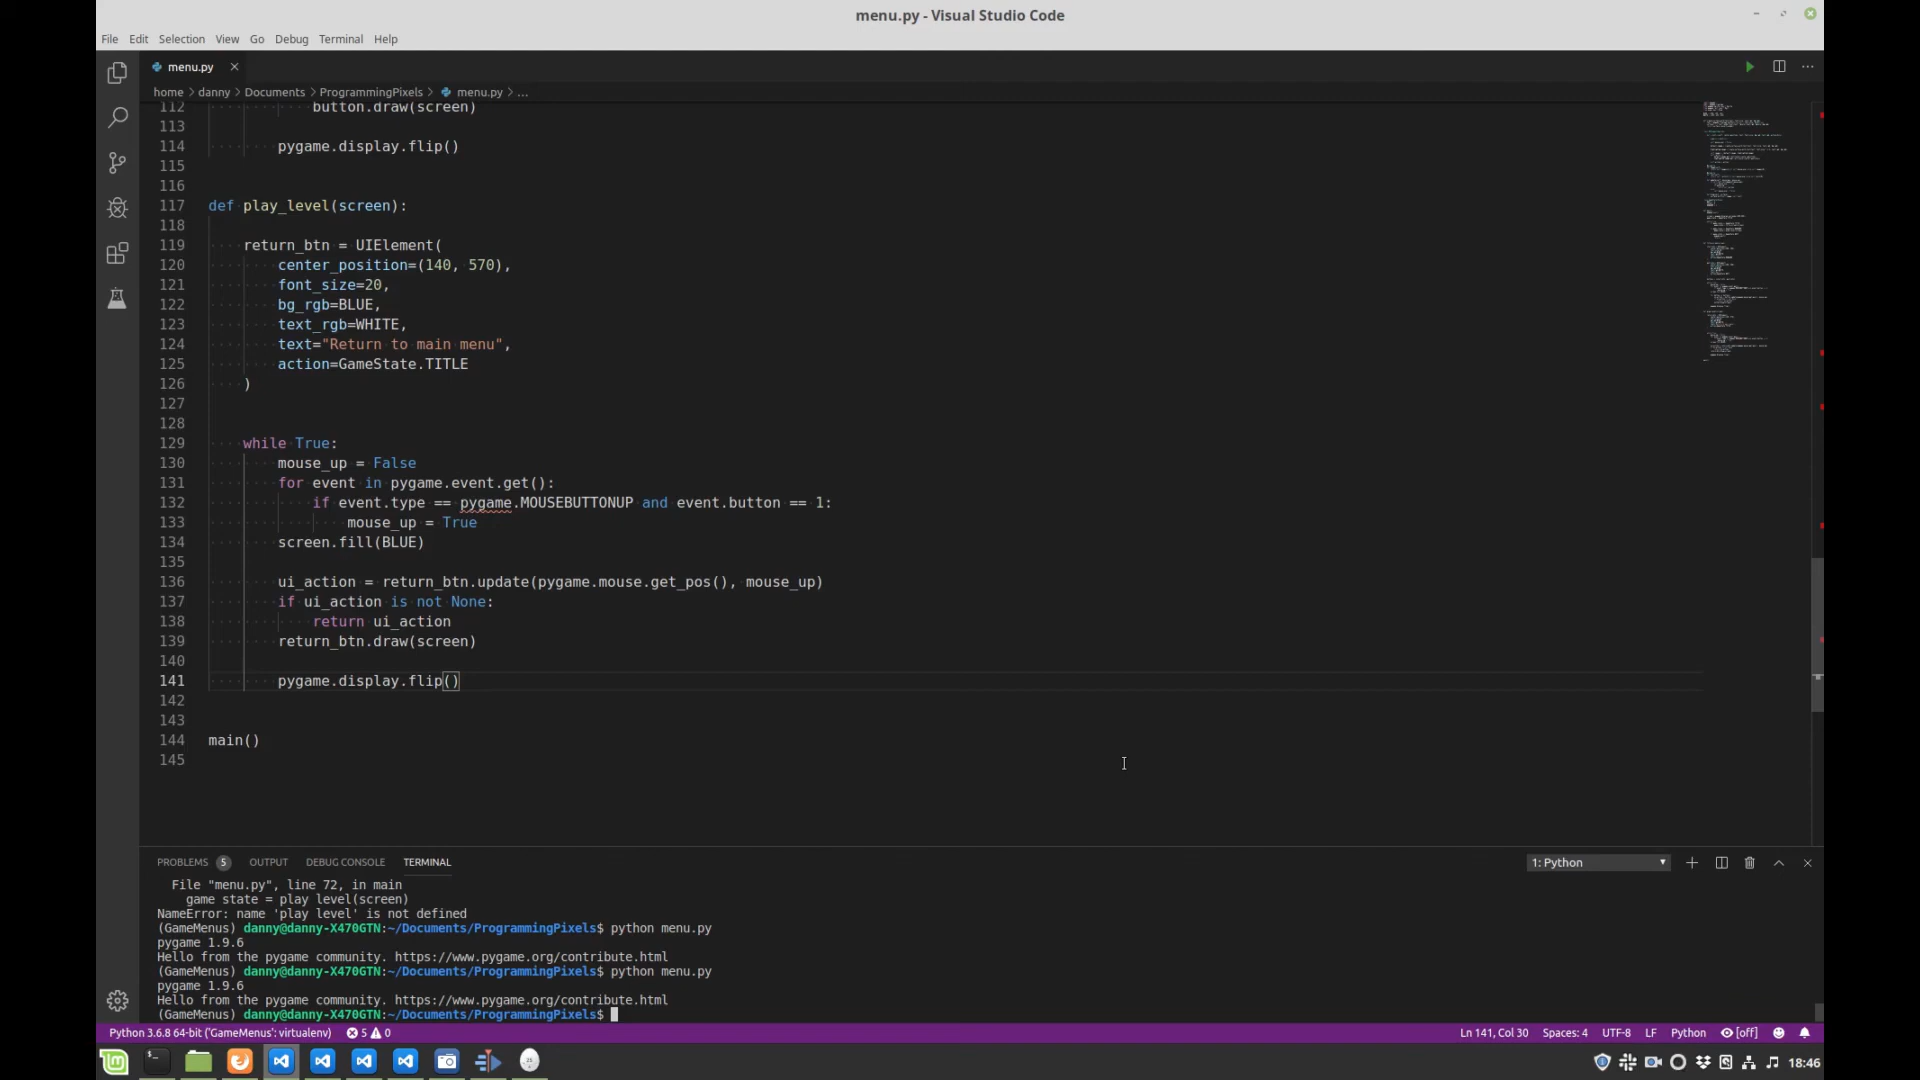 menu.py - Visual Studio Code
File Edit Selection View Go Debug Terminal Help
menu.py
home > danny > Documents > ProgrammingPixels > menu.py > ...
112 button.draw(screen)
113
114 pygame.display.flip()
115
116
117 def play_level(screen):
118
119 return_btn = UIElement(
120 center_position=(140, 570),
121 font_size=20,
122 bg_rgb=BLUE,
123 text_rgb=WHITE,
124 text="Return to main menu",
125 action=GameState.TITLE
126 )
127
128
129 while True:
130 mouse_up = False
131 for event in pygame.event.get():
132 if event.type == pygame.MOUSEBUTTONUP and event.button == 1:
133 mouse_up = True
134 screen.fill(BLUE)
135
136 ui_action = return_btn.update(pygame.mouse.get_pos(), mouse_up)
137 if ui_action is not None:
138 return ui_action
139 return_btn.draw(screen)
140
141 pygame.display.flip()
142
143
144 main()
145
PROBLEMS 5 OUTPUT DEBUG CONSOLE TERMINAL 1: Python
File "menu.py", line 72, in main
game state = play level(screen)
NameError: name 'play level' is not defined
(GameMenus) danny@danny-X470GTN:~/Documents/ProgrammingPixels$ python menu.py
pygame 1.9.6
Hello from the pygame community. https://www.pygame.org/contribute.html
(GameMenus) danny@danny-X470GTN:~/Documents/ProgrammingPixels$ python menu.py
pygame 1.9.6
Hello from the pygame community. https://www.pygame.org/contribute.html
(GameMenus) danny@danny-X470GTN:~/Documents/ProgrammingPixels$
Python 3.6.8 64-bit ('GameMenus': virtualenv) 5 0 Ln 141, Col 30 Spaces: 4 UTF-8 LF Python [off]
18:46